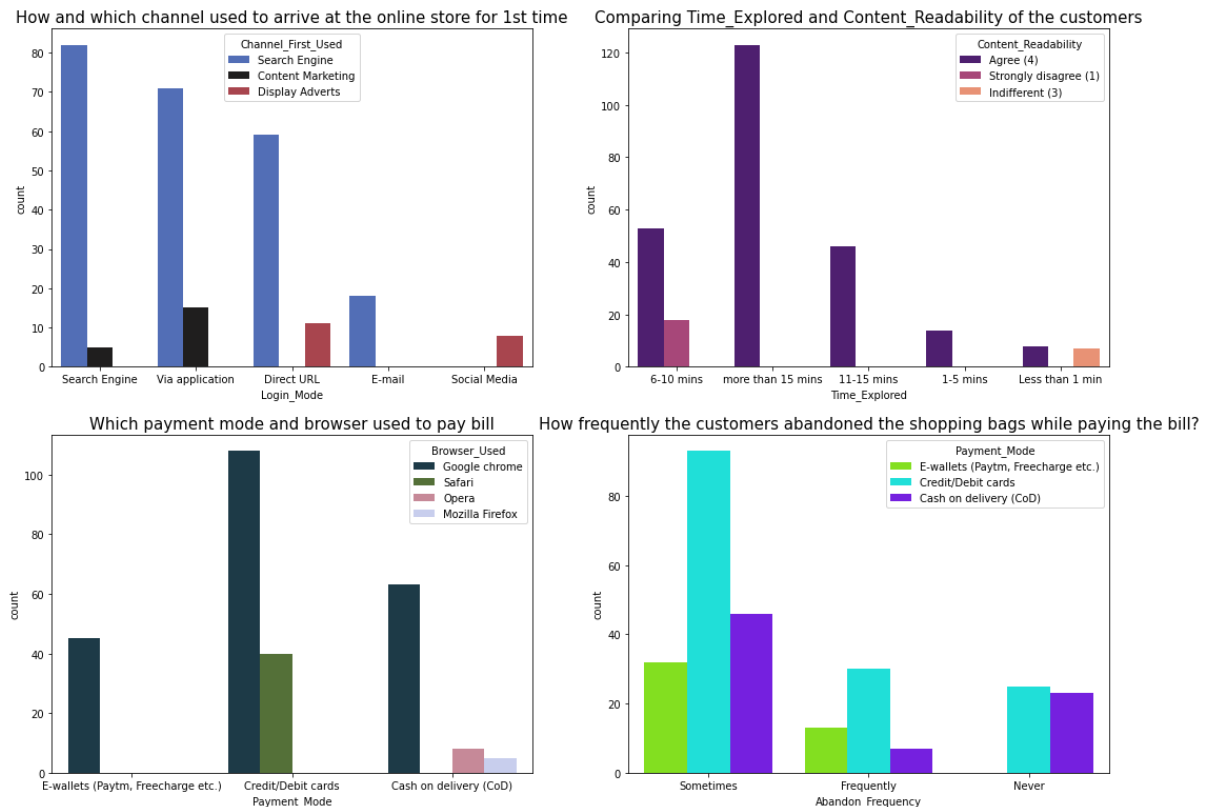 How and which channel used to arrive at the online store for 1st time
Channel_First_Used
Search Engine
Content Marketing
Display Adverts
80
70
60
50
40
30
20
10
0
count
Search Engine Via application Direct URL E-mail Social Media
Login_Mode
Comparing Time_Explored and Content_Readability of the customers
Content_Readability
Agree (4)
Strongly disagree (1)
Indifferent (3)
120
100
80
60
40
20
0
count
6-10 mins more than 15 mins 11-15 mins 1-5 mins Less than 1 min
Time_Explored
Which payment mode and browser used to pay bill
Browser_Used
Google chrome
Safari
Opera
Mozilla Firefox
100
80
60
40
20
0
count
E-wallets (Paytm, Freecharge etc.) Credit/Debit cards Cash on delivery (CoD)
Payment_Mode
How frequently the customers abandoned the shopping bags while paying the bill?
Payment_Mode
E-wallets (Paytm, Freecharge etc.)
Credit/Debit cards
Cash on delivery (CoD)
80
60
40
20
0
count
Sometimes Frequently Never
Abandon_Frequency